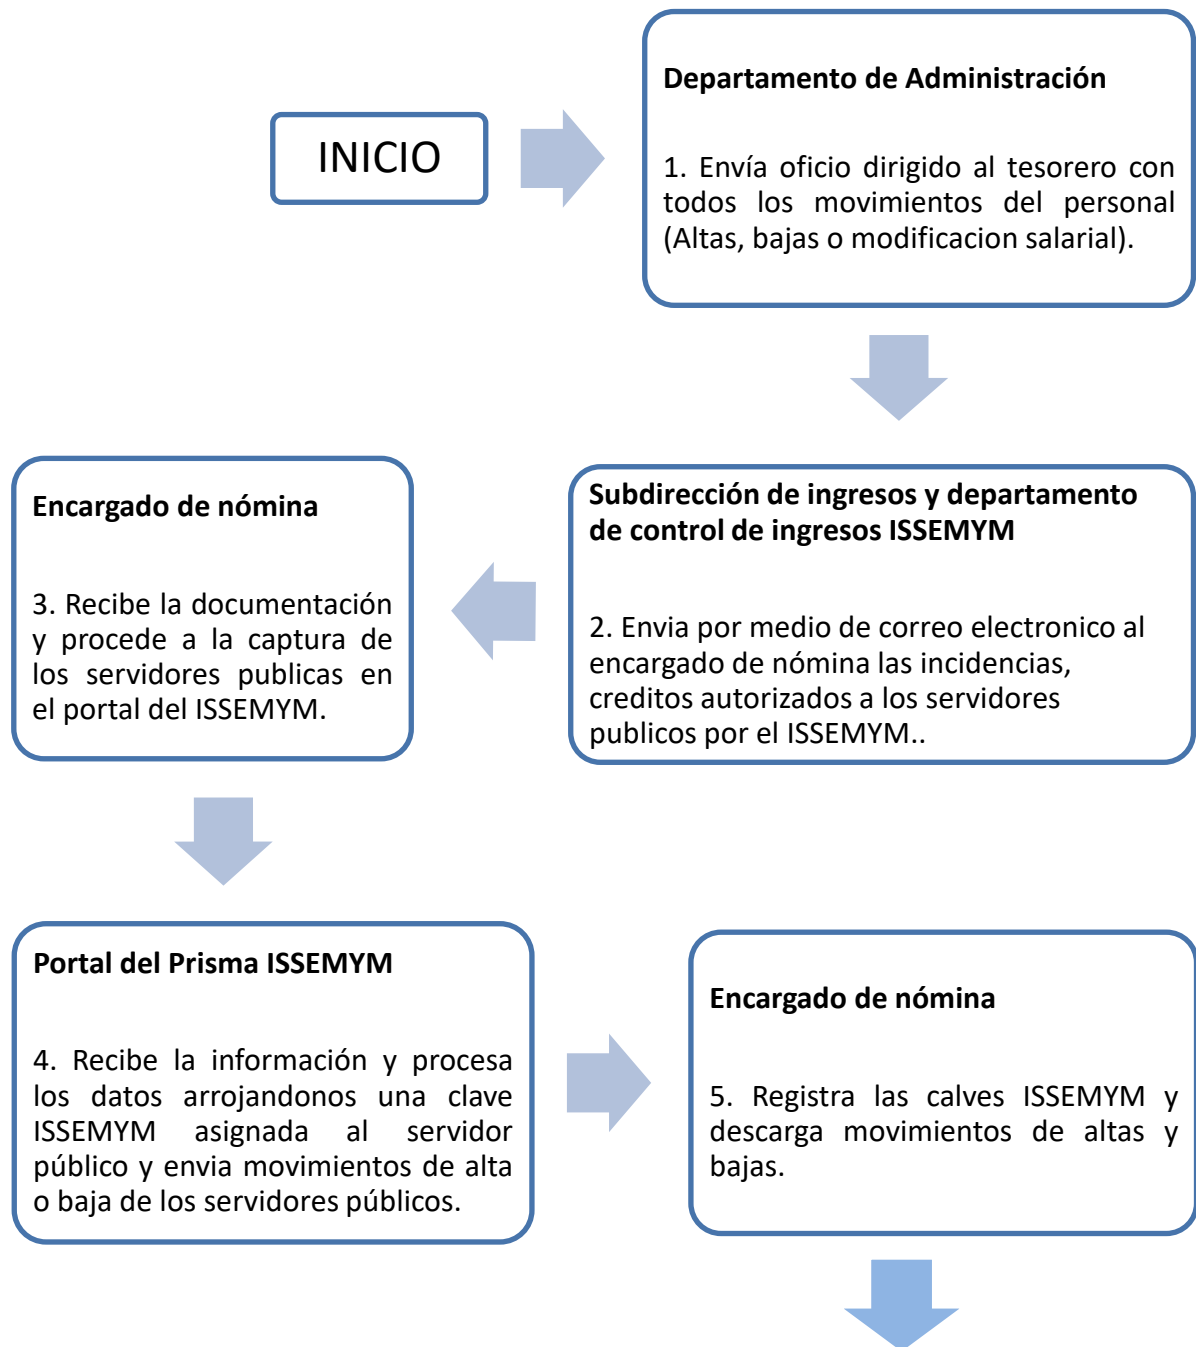 INICIO
Departamento de Administración
1. Envía oficio dirigido al tesorero con
todos los movimientos del personal
(Altas, bajas o modificacion salarial).
Subdirección de ingresos y departamento
de control de ingresos ISSEMYM
2. Envia por medio de correo electronico al
encargado de nómina las incidencias,
creditos autorizados a los servidores
publicos por el ISSEMYM..
Encargado de nómina
3. Recibe la documentación
y procede a la captura de
los servidores publicas en
el portal del ISSEMYM.
Portal del Prisma ISSEMYM
4. Recibe la información y procesa
los datos arrojandonos una clave
ISSEMYM asignada al servidor
público y envia movimientos de alta
o baja de los servidores públicos.
Encargado de nómina
5. Registra las calves ISSEMYM y
descarga movimientos de altas y
bajas.